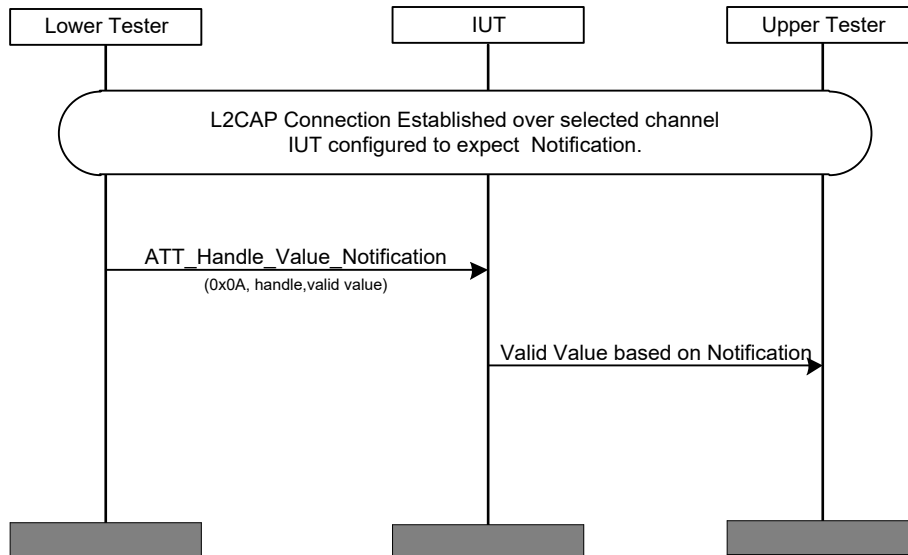 Lower Tester
IUT
Upper Tester
L2CAP Connection Established over selected channel
IUT configured to expect  Notification.
ATT_Handle_Value_Notification
(0x0A, handle,valid value)
Valid Value based on Notification